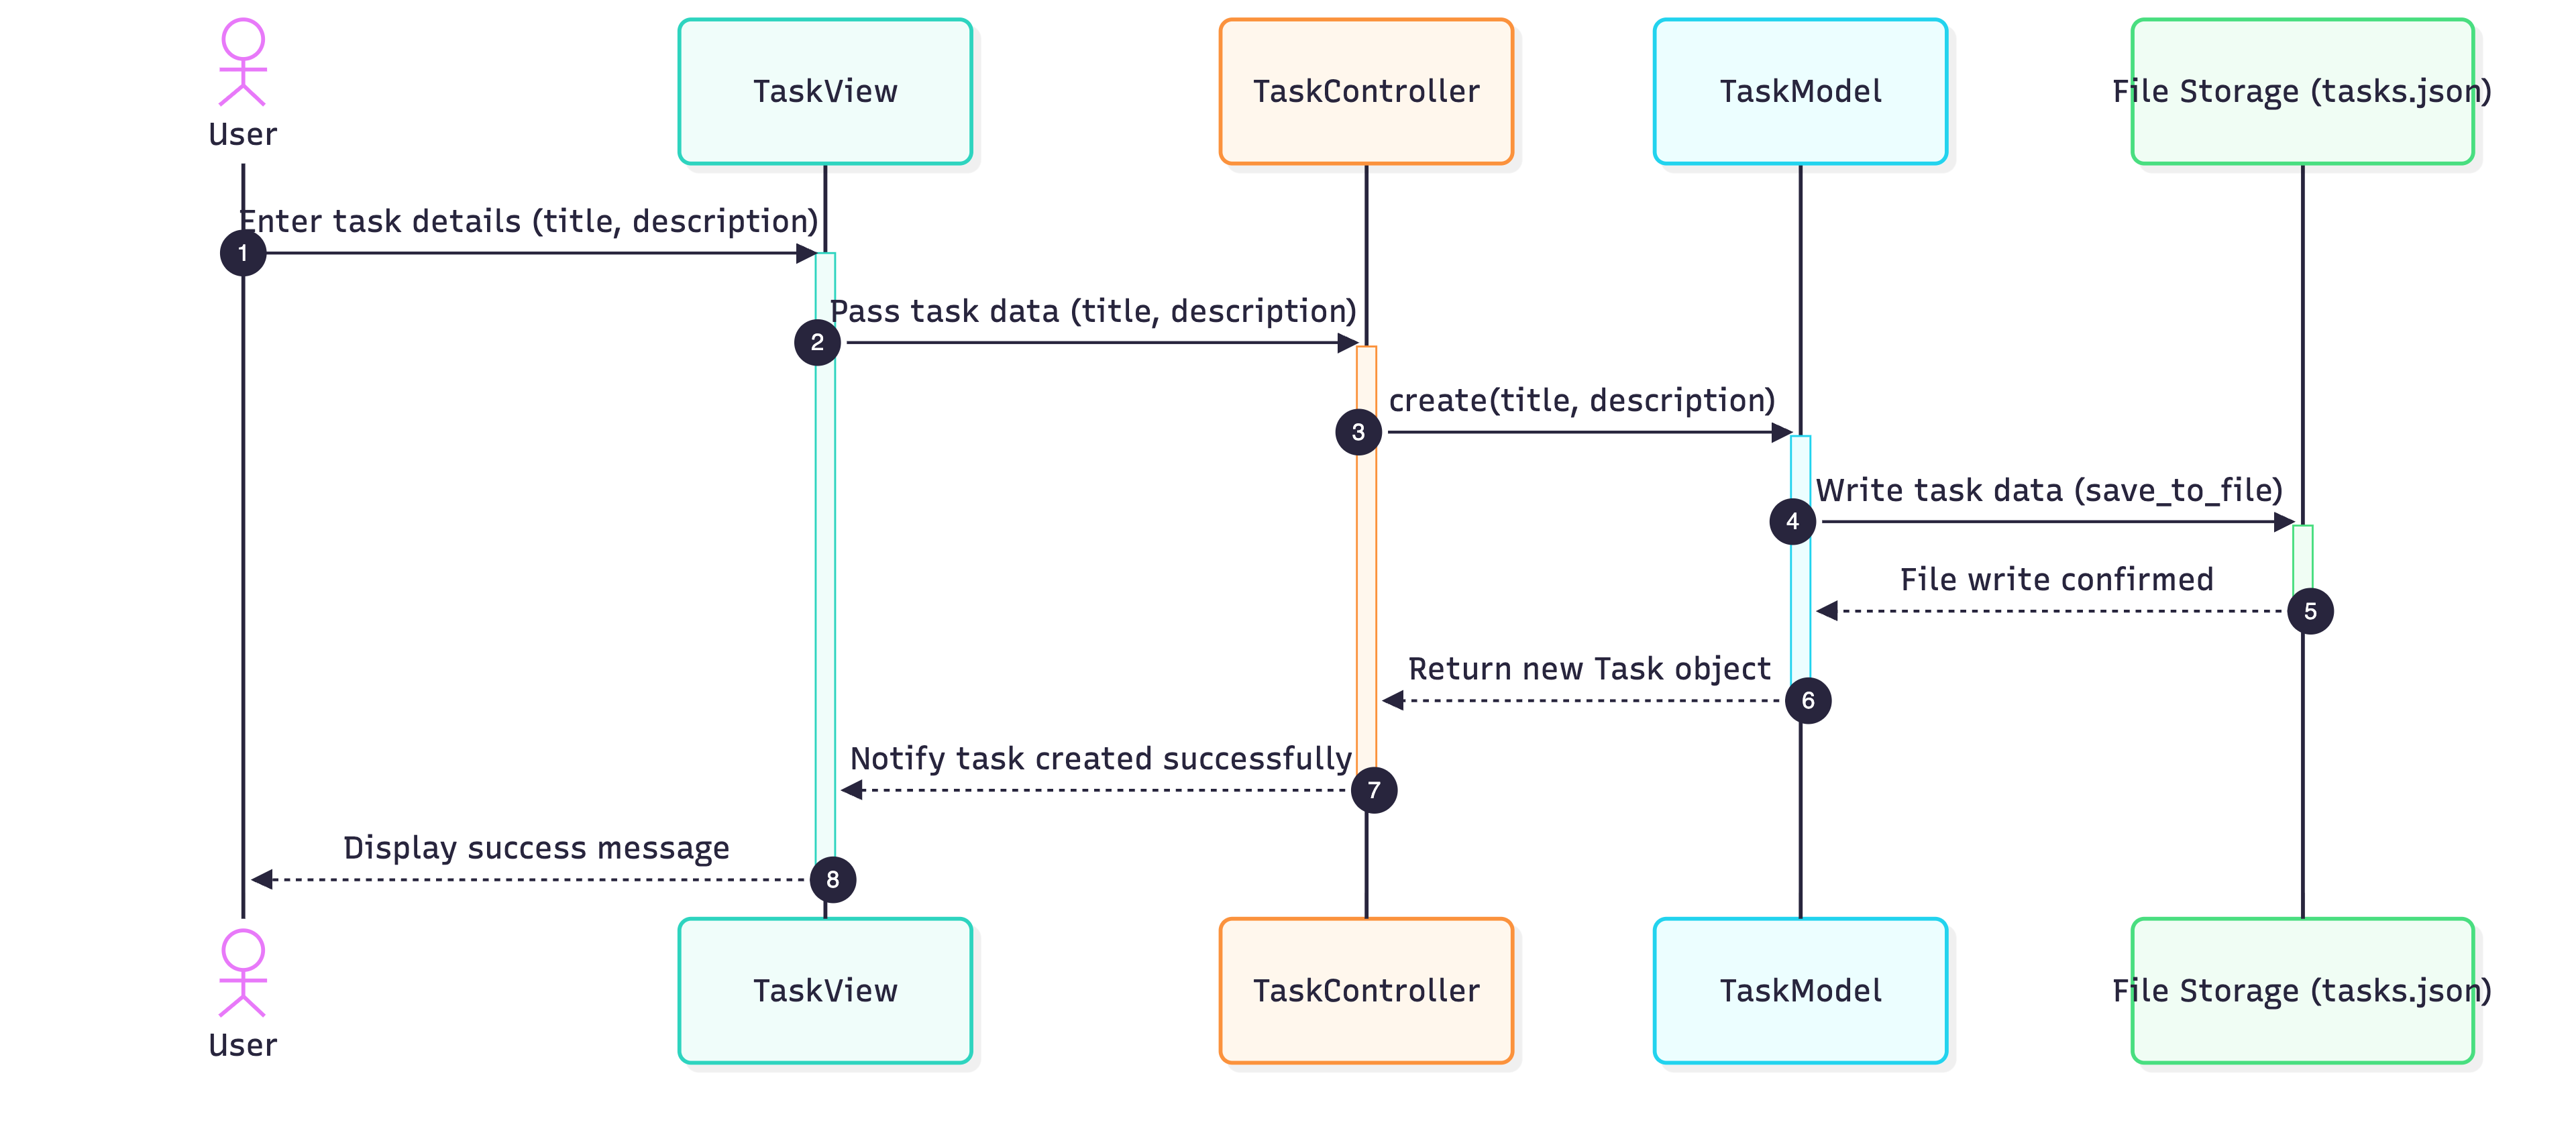 User
TaskView
TaskController
TaskModel
File Storage (tasks.json)
Enter task details (title, description)
1
Pass task data (title, description)
2
create(title, description)
3
Write task data (save_to_file)
4
File write confirmed
5
Return new Task object
6
Notify task created successfully
7
Display success message
8
User
TaskView
TaskController
TaskModel
File Storage (tasks.json)